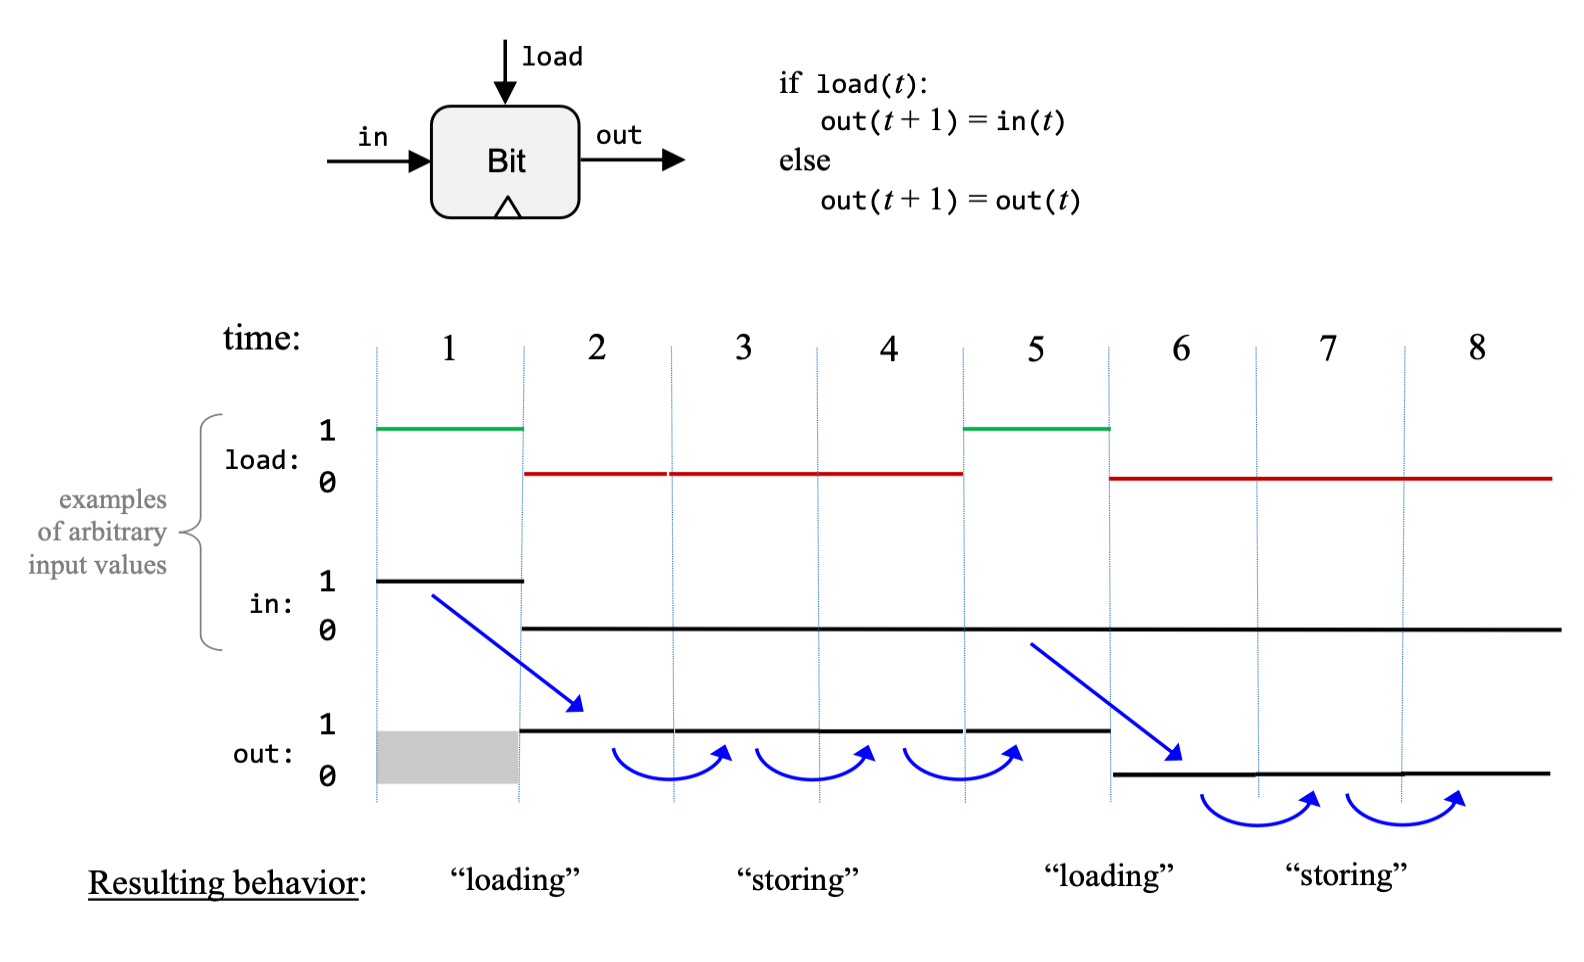 load
in
out
Bit
if load(t):
out(t + 1) = in(t)
else
out(t + 1) = out(t)
time: 1 2 3 4 5 6 7 8
1
load:
0
examples
of arbitrary
input values
1
in:
0
1
out:
0
Resulting behavior: “loading” “storing” “loading” “storing”